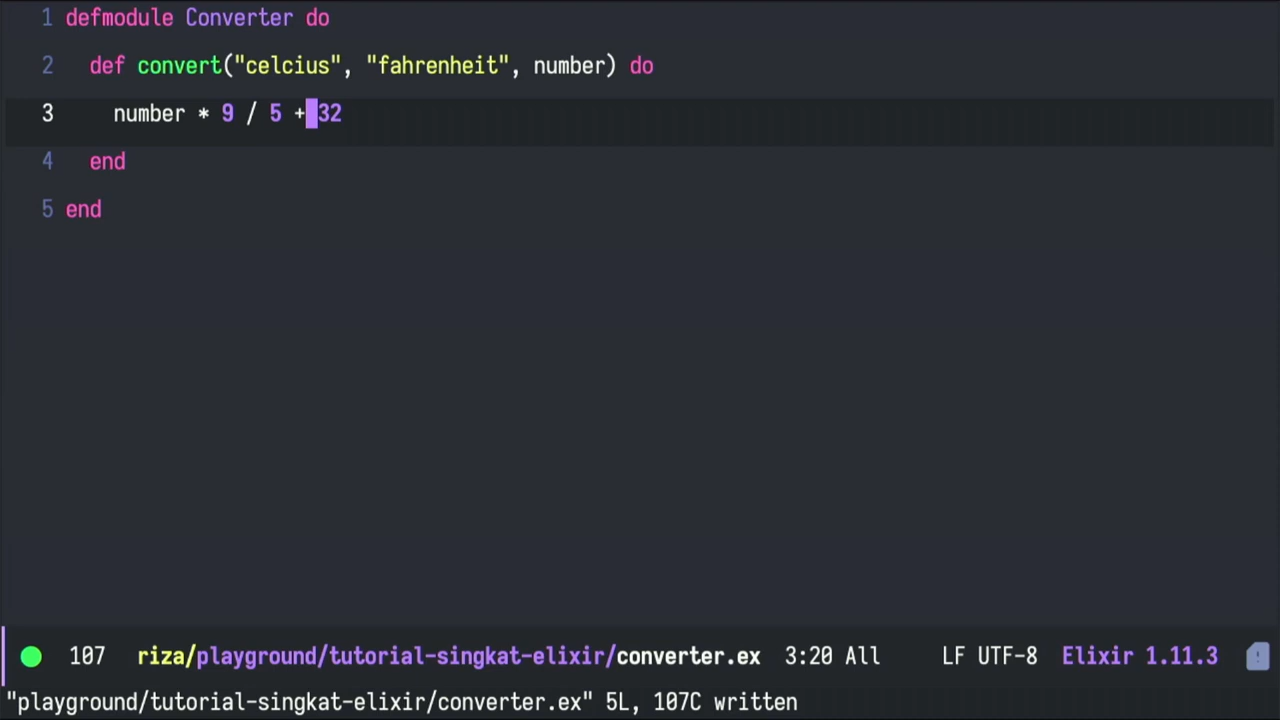 1 defmodule Converter do
2   def convert("celcius", "fahrenheit", number) do
3     number * 9 / 5 + 32
4   end
5 end
107 riza/playground/tutorial-singkat-elixir/converter.ex 3:20 All LF UTF-8 Elixir 1.11.3
"playground/tutorial-singkat-elixir/converter.ex" 5L, 107C written